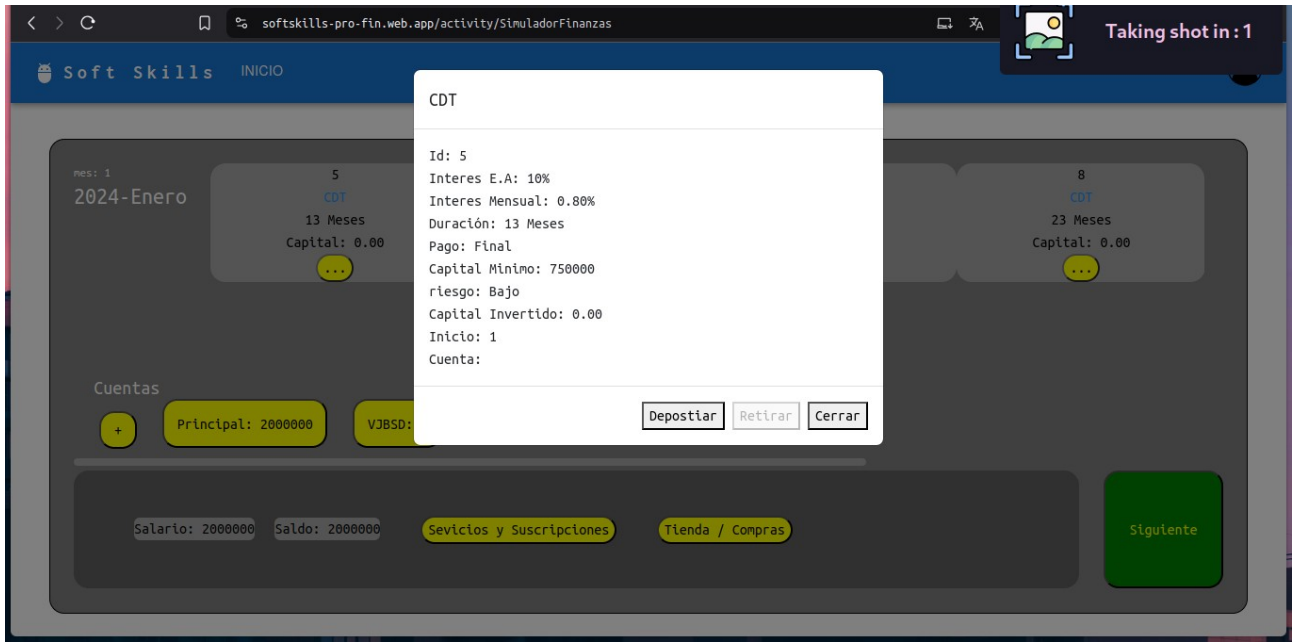 softskills-pro-fin.web.app/activity/SimuladorFinanzas
Taking shot in : 1
Soft Skills INICIO
CDT
Id: 5
Interes E.A: 10%
Interes Mensual: 0.80%
Duración: 13 Meses
Pago: Final
Capital Minimo: 750000
riesgo: Bajo
Capital Invertido: 0.00
Inicio: 1
Cuenta:
Depostiar Retirar Cerrar
mes: 1
2024-Enero
5
CDT
13 Meses
Capital: 0.00
...
8
CDT
23 Meses
Capital: 0.00
...
Cuentas
+ Principal: 2000000 VJBSD:
Salario: 2000000 Saldo: 2000000 Sevicios y Suscripciones Tienda / Compras
Siguiente